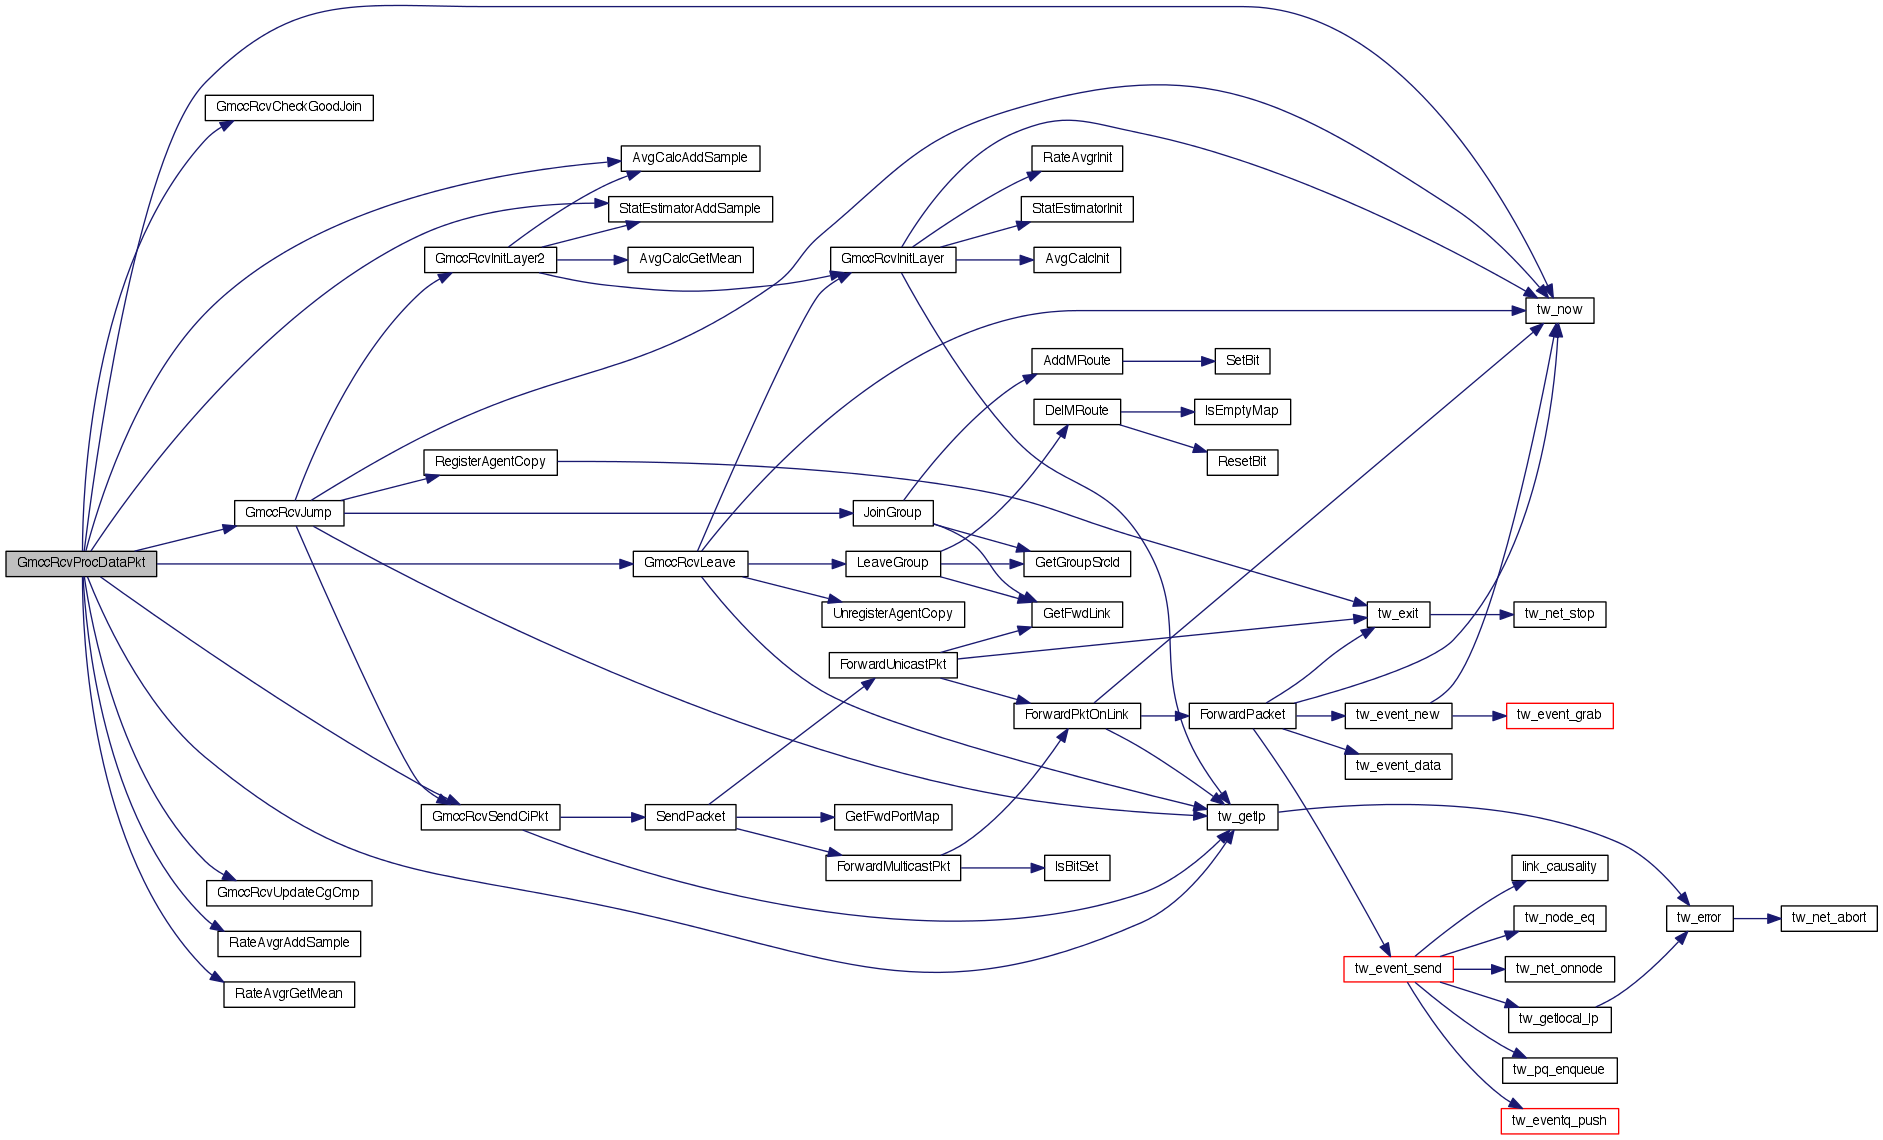 GmccRcvProcDataPkt
GmccRcvCheckGoodJoin
GmccRcvJump
GmccRcvUpdateCgCmp
RateAvgrAddSample
RateAvgrGetMean
GmccRcvInitLayer2
RegisterAgentCopy
GmccRcvSendCiPkt
AvgCalcAddSample
StatEstimatorAddSample
AvgCalcGetMean
GmccRcvLeave
SendPacket
GmccRcvInitLayer
JoinGroup
LeaveGroup
UnregisterAgentCopy
ForwardUnicastPkt
GetFwdPortMap
ForwardMulticastPkt
RateAvgrInit
StatEstimatorInit
AvgCalcInit
AddMRoute
DelMRoute
GetGroupSrcId
GetFwdLink
ForwardPktOnLink
IsBitSet
SetBit
IsEmptyMap
ResetBit
ForwardPacket
tw_getlp
tw_exit
tw_event_new
tw_event_data
tw_event_send
tw_now
tw_net_stop
tw_event_grab
link_causality
tw_node_eq
tw_net_onnode
tw_getlocal_lp
tw_pq_enqueue
tw_eventq_push
tw_error
tw_net_abort